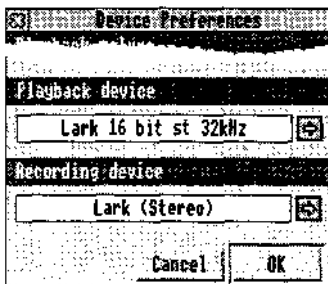 Device Preferences
Playback device
Lark 16 bit st 32kHz
Recording device
Lark (Stereo)
Cancel
OK